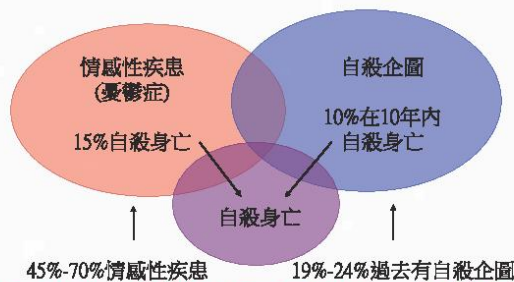 情感性疾患
(憂鬱症)
15%自殺身亡
自殺企圖
10%在10年內
自殺身亡
自殺身亡
45%-70%情感性疾患
19%-24%過去有自殺企圖